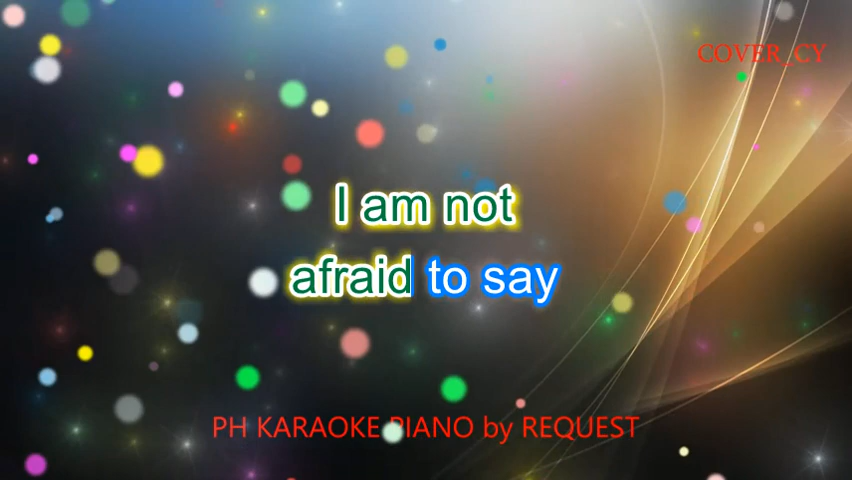 COVER_CY
I am not
afraid to say
PH KARAOKE PIANO by REQUEST